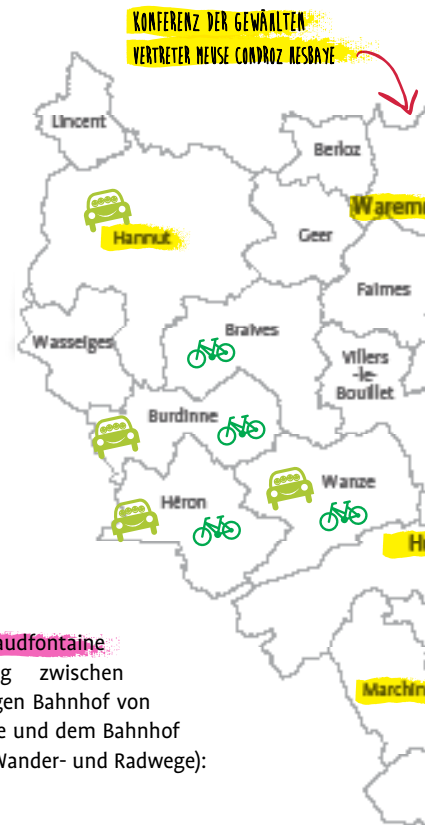 KONFERENZ DER GEWÄHLTEN
VERTRETER MEUSE CONDROZ HESBAYE
Lincent
Berloz
Hannut
Geer
Faimes
Wasseiges
Braives
Villers
-le-
Bouillet
Burdinne
Wanze
Héron
Marchin
audfontaine
g zwischen
gen Bahnhof von
e und dem Bahnhof
Wander- und Radwege):